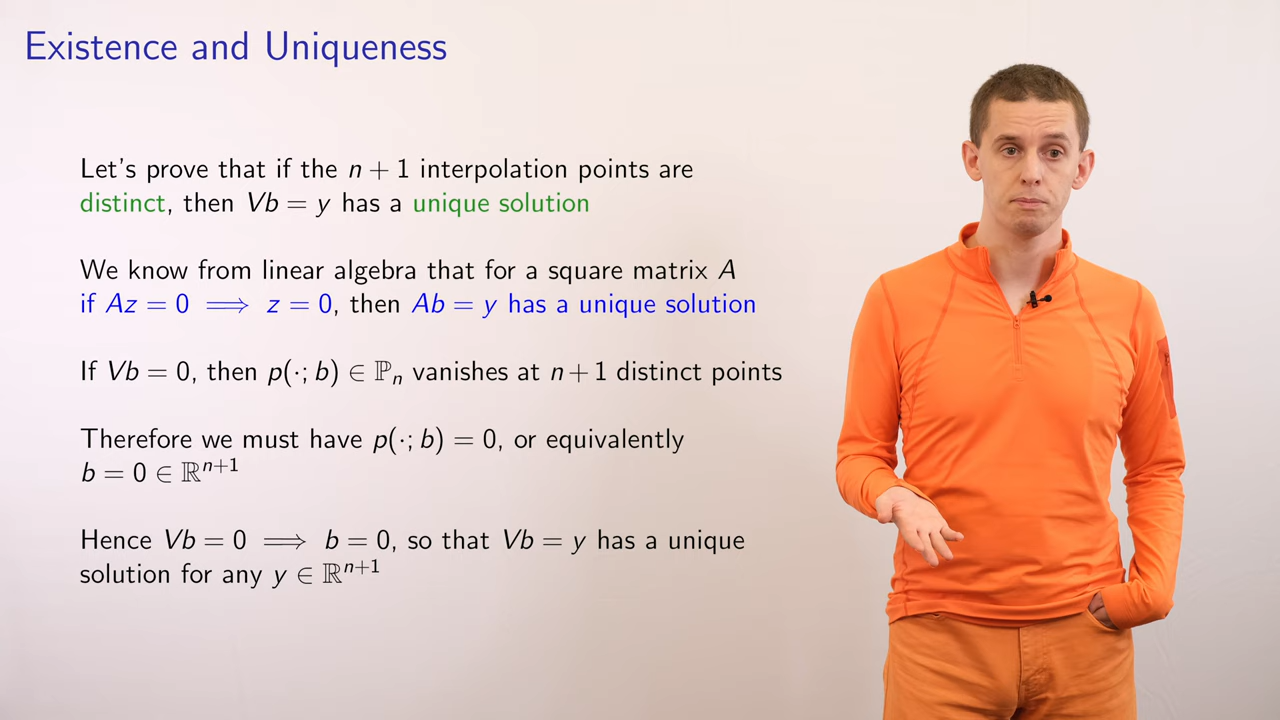 Existence and Uniqueness
Let's prove that if the n + 1 interpolation points are
distinct, then Vb = y has a unique solution
We know from linear algebra that for a square matrix A
if Az = 0 ⟹ z = 0, then Ab = y has a unique solution
If Vb = 0, then p(·; b) ∈ ℙₙ vanishes at n + 1 distinct points
Therefore we must have p(·; b) = 0, or equivalently
b = 0 ∈ ℝⁿ⁺¹
Hence Vb = 0 ⟹ b = 0, so that Vb = y has a unique
solution for any y ∈ ℝⁿ⁺¹